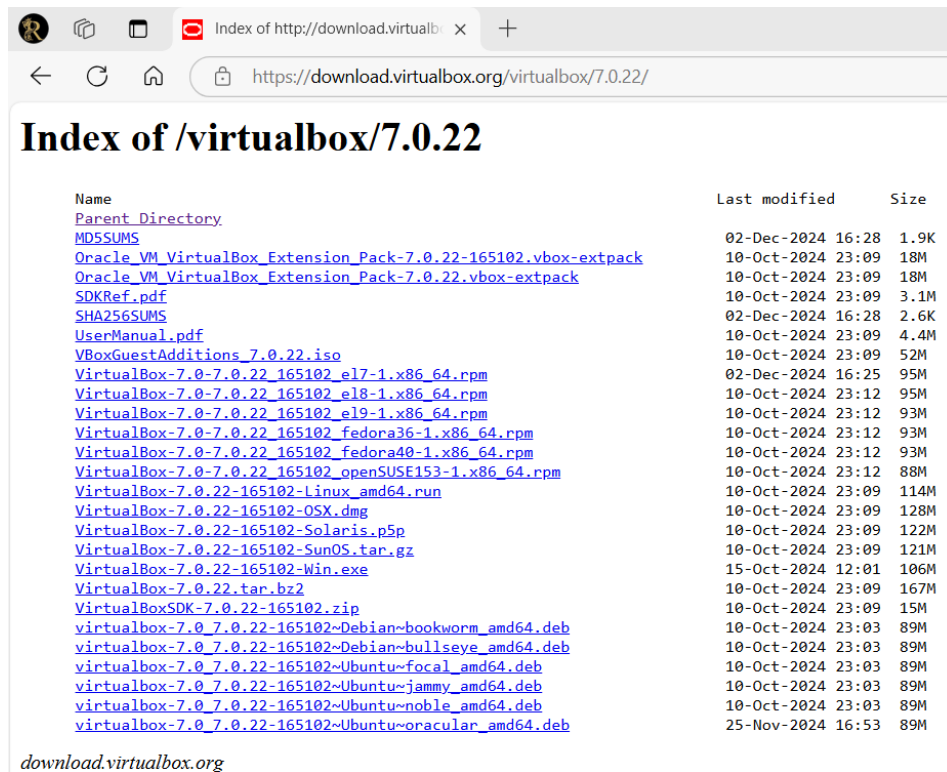 Index of http://download.virtualb
https://download.virtualbox.org/virtualbox/7.0.22/
Index of /virtualbox/7.0.22
Name Last modified Size
Parent Directory
MD5SUMS 02-Dec-2024 16:28 1.9K
Oracle_VM_VirtualBox_Extension_Pack-7.0.22-165102.vbox-extpack 10-Oct-2024 23:09 18M
Oracle_VM_VirtualBox_Extension_Pack-7.0.22.vbox-extpack 10-Oct-2024 23:09 18M
SDKRef.pdf 10-Oct-2024 23:09 3.1M
SHA256SUMS 02-Dec-2024 16:28 2.6K
UserManual.pdf 10-Oct-2024 23:09 4.4M
VBoxGuestAdditions_7.0.22.iso 10-Oct-2024 23:09 52M
VirtualBox-7.0-7.0.22_165102_el7-1.x86_64.rpm 02-Dec-2024 16:25 95M
VirtualBox-7.0-7.0.22_165102_el8-1.x86_64.rpm 10-Oct-2024 23:12 95M
VirtualBox-7.0-7.0.22_165102_el9-1.x86_64.rpm 10-Oct-2024 23:12 93M
VirtualBox-7.0-7.0.22_165102_fedora36-1.x86_64.rpm 10-Oct-2024 23:12 93M
VirtualBox-7.0-7.0.22_165102_fedora40-1.x86_64.rpm 10-Oct-2024 23:12 93M
VirtualBox-7.0-7.0.22_165102_openSUSE153-1.x86_64.rpm 10-Oct-2024 23:12 88M
VirtualBox-7.0.22-165102-Linux_amd64.run 10-Oct-2024 23:09 114M
VirtualBox-7.0.22-165102-OSX.dmg 10-Oct-2024 23:09 128M
VirtualBox-7.0.22-165102-Solaris.p5p 10-Oct-2024 23:09 122M
VirtualBox-7.0.22-165102-SunOS.tar.gz 10-Oct-2024 23:09 121M
VirtualBox-7.0.22-165102-Win.exe 15-Oct-2024 12:01 106M
VirtualBox-7.0.22.tar.bz2 10-Oct-2024 23:09 167M
VirtualBoxSDK-7.0.22-165102.zip 10-Oct-2024 23:09 15M
virtualbox-7.0_7.0.22-165102~Debian~bookworm_amd64.deb 10-Oct-2024 23:03 89M
virtualbox-7.0_7.0.22-165102~Debian~bullseye_amd64.deb 10-Oct-2024 23:03 89M
virtualbox-7.0_7.0.22-165102~Ubuntu~focal_amd64.deb 10-Oct-2024 23:03 89M
virtualbox-7.0_7.0.22-165102~Ubuntu~jammy_amd64.deb 10-Oct-2024 23:03 89M
virtualbox-7.0_7.0.22-165102~Ubuntu~noble_amd64.deb 10-Oct-2024 23:03 89M
virtualbox-7.0_7.0.22-165102~Ubuntu~oracular_amd64.deb 25-Nov-2024 16:53 89M
download.virtualbox.org